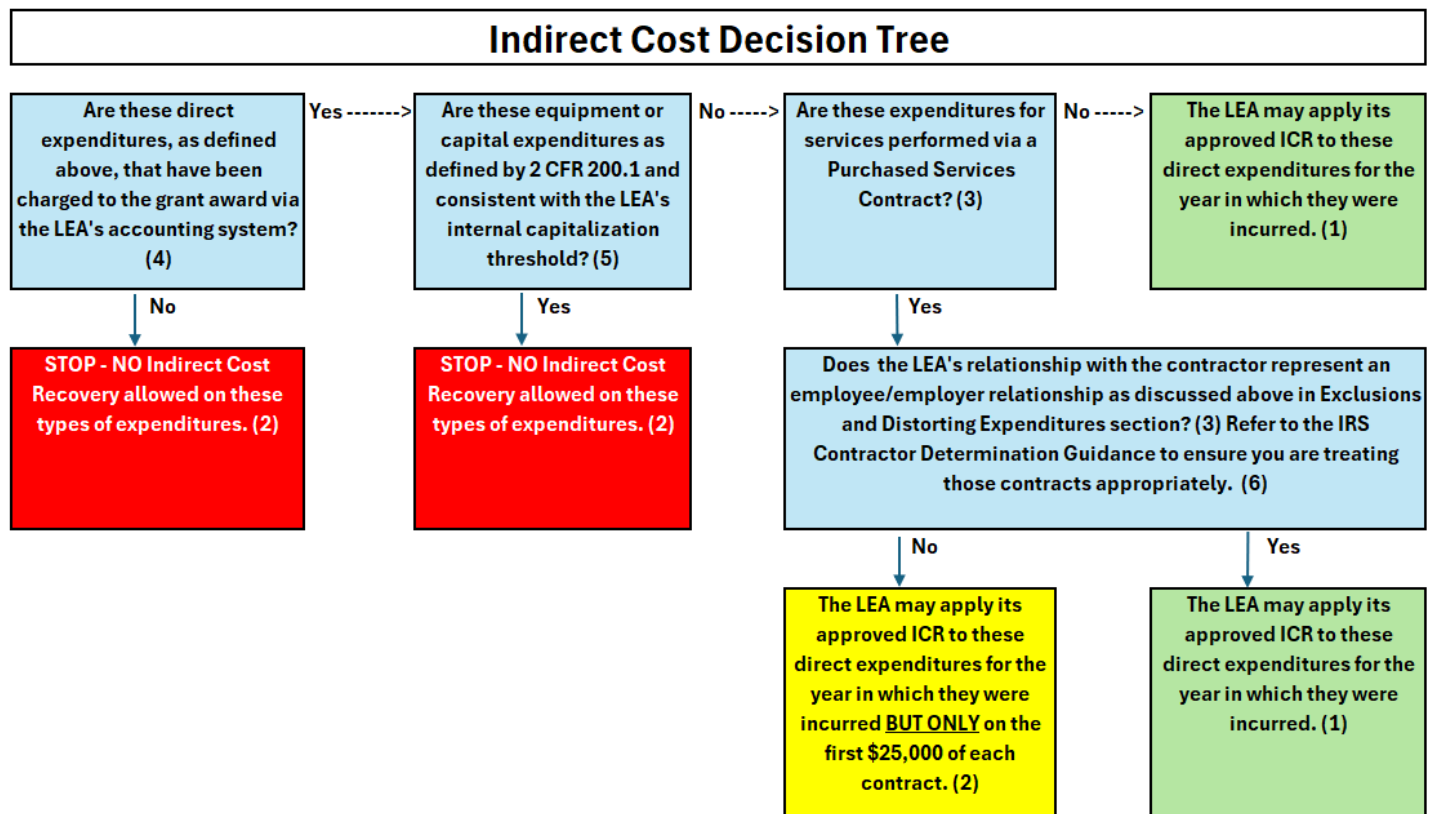 Indirect Cost Decision Tree
Are these direct
expenditures, as defined
above, that have been
charged to the grant award via
the LEA's accounting system?
(4)
Yes ------->
Are these equipment or
capital expenditures as
defined by 2 CFR 200.1 and
consistent with the LEA's
internal capitalization
threshold? (5)
No ----->
Are these expenditures for
services performed via a
Purchased Services
Contract? (3)
No ----->
The LEA may apply its
approved ICR to these
direct expenditures for the
year in which they were
incurred. (1)
No
Yes
Yes
STOP - NO Indirect Cost
Recovery allowed on these
types of expenditures. (2)
STOP - NO Indirect Cost
Recovery allowed on these
types of expenditures. (2)
Does the LEA's relationship with the contractor represent an
employee/employer relationship as discussed above in Exclusions
and Distorting Expenditures section? (3) Refer to the IRS
Contractor Determination Guidance to ensure you are treating
those contracts appropriately. (6)
No
Yes
The LEA may apply its
approved ICR to these
direct expenditures for the
year in which they were
incurred BUT ONLY on the
first $25,000 of each
contract. (2)
The LEA may apply its
approved ICR to these
direct expenditures for the
year in which they were
incurred. (1)